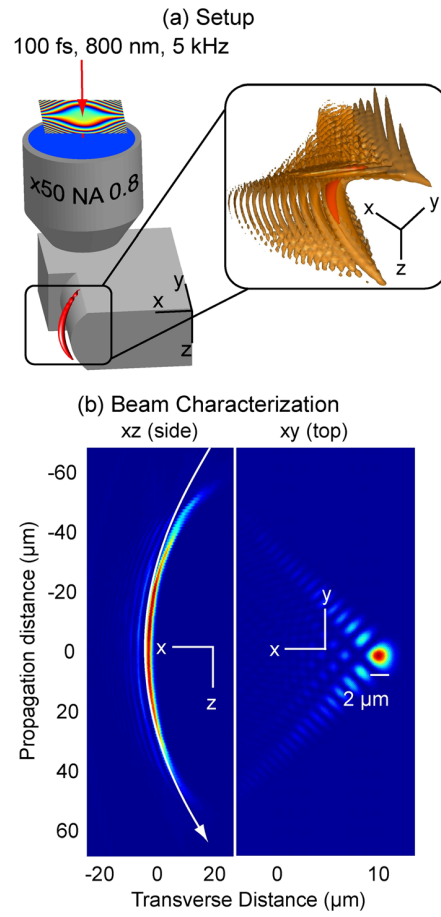 (a) Setup
100 fs, 800 nm, 5 kHz
x50 NA 0.8
x
y
z
x
y
z
(b) Beam Characterization
xz (side)
xy (top)
Propagation distance (µm)
-60
-40
-20
0
20
40
60
x
z
y
x
2 µm
-20
0
20
0
10
Transverse Distance (µm)